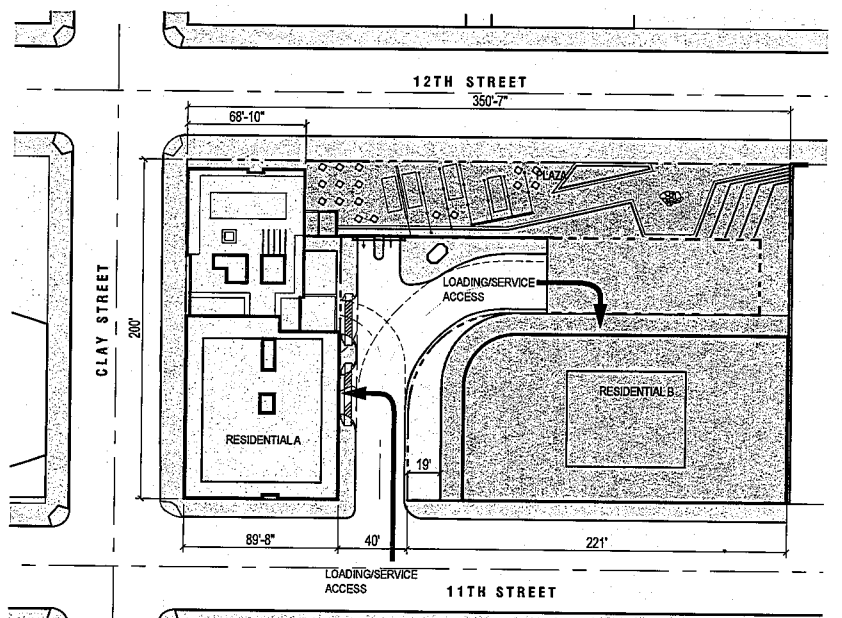 12TH STREET
350'-7"
68'-10"
PLAZA
CLAY STREET
200'
LOADING/SERVICE
ACCESS
RESIDENTIAL B
RESIDENTIAL A
19'
89'-8"
40'
221'
LOADING/SERVICE
ACCESS
11TH STREET